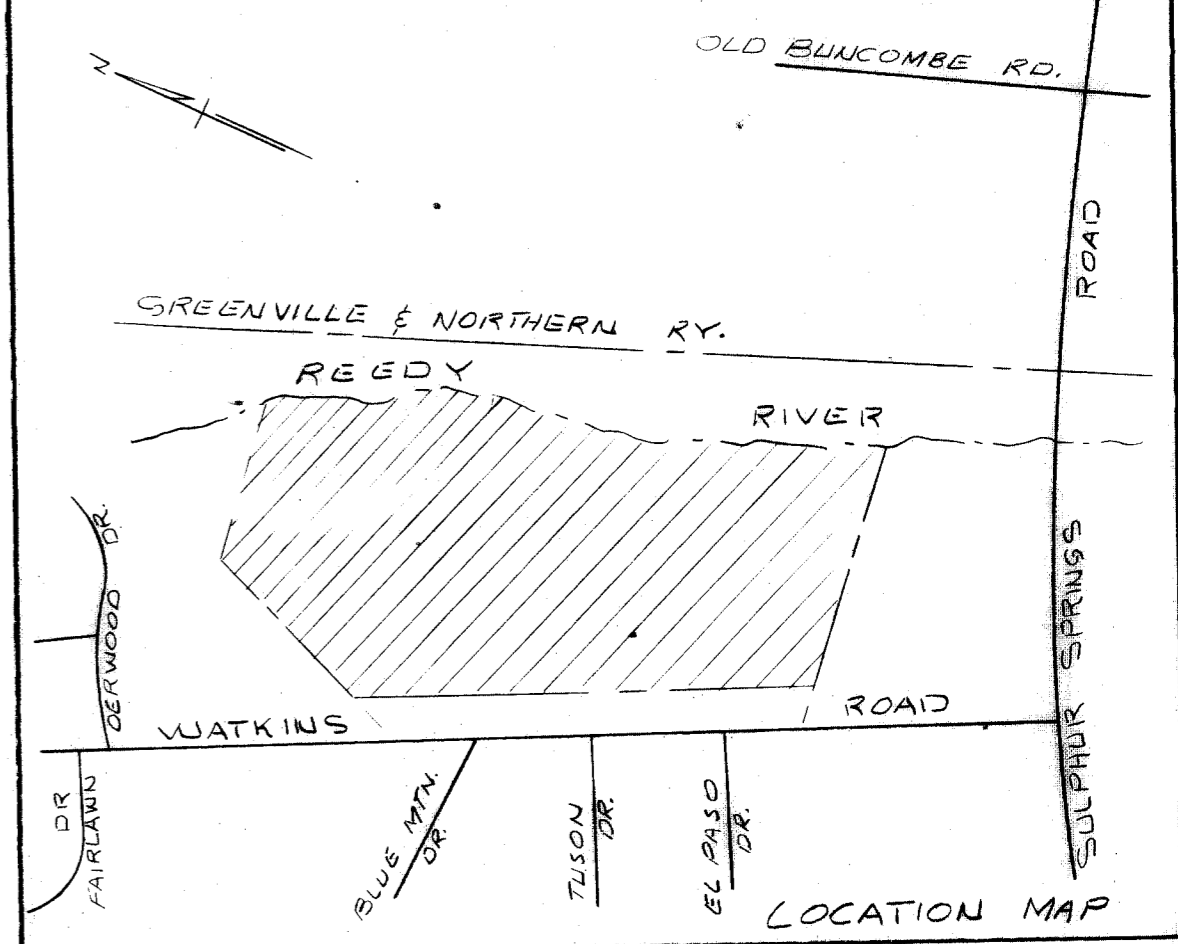 OLD BUNCOMBE RD.
N
ROAD
GREENVILLE & NORTHERN RY.
REEDY
RIVER
DERWOOD DR.
SULPHUR SPRINGS
WATKINS
ROAD
DR
FAIRLAWN
BLUE MTN.
DR.
TUSON
DR.
EL PASO
DR.
LOCATION MAP